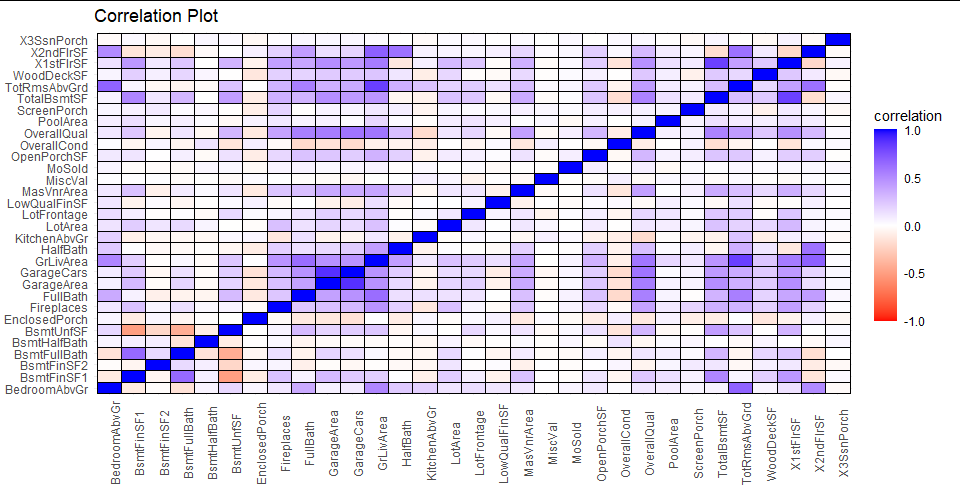 Correlation Plot
X3SsnPorch
X2ndFlrSF
X1stFlrSF
WoodDeckSF
TotRmsAbvGrd
TotalBsmtSF
ScreenPorch
PoolArea
OverallQual
OverallCond
OpenPorchSF
MoSold
MiscVal
MasVnrArea
LowQualFinSF
LotFrontage
LotArea
KitchenAbvGr
HalfBath
GrLivArea
GarageCars
GarageArea
FullBath
Fireplaces
EnclosedPorch
BsmtUnfSF
BsmtHalfBath
BsmtFullBath
BsmtFinSF2
BsmtFinSF1
BedroomAbvGr
BedroomAbvGr
BsmtFinSF1
BsmtFinSF2
BsmtFullBath
BsmtHalfBath
BsmtUnfSF
EnclosedPorch
Fireplaces
FullBath
GarageArea
GarageCars
GrLivArea
HalfBath
KitchenAbvGr
LotArea
LotFrontage
LowQualFinSF
MasVnrArea
MiscVal
MoSold
OpenPorchSF
OverallCond
OverallQual
PoolArea
ScreenPorch
TotalBsmtSF
TotRmsAbvGrd
WoodDeckSF
X1stFlrSF
X2ndFlrSF
X3SsnPorch
correlation
1.0
0.5
0.0
-0.5
-1.0